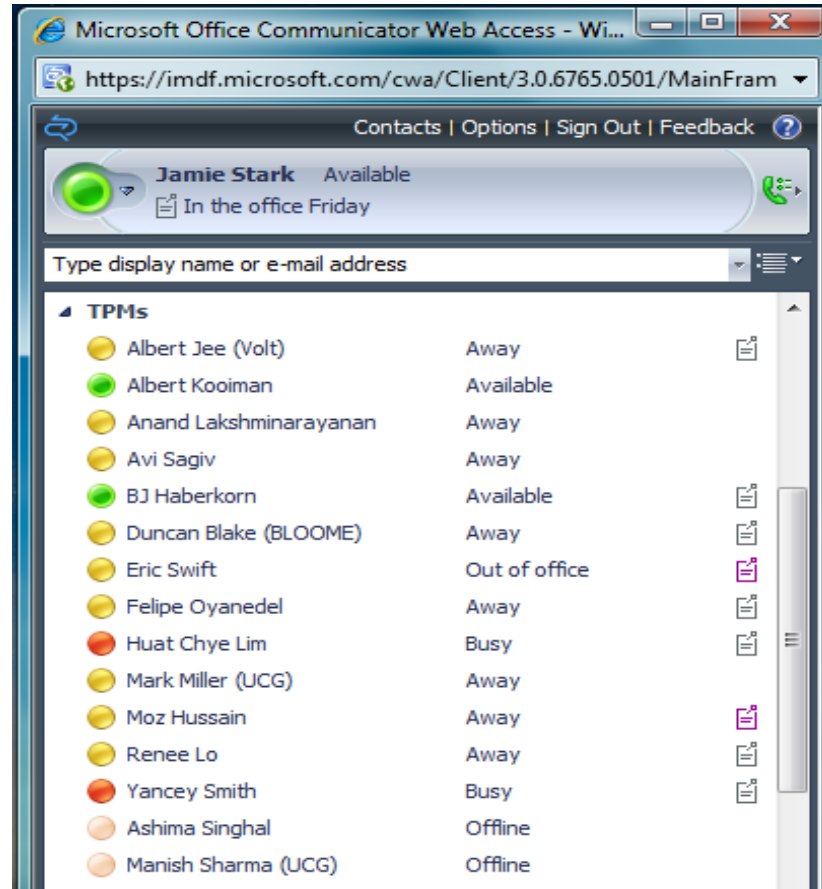 Microsoft Office Communicator Web Access - Wi...
https://imdf.microsoft.com/cwa/Client/3.0.6765.0501/MainFram
Contacts | Options | Sign Out | Feedback ?
Jamie Stark Available
In the office Friday
Type display name or e-mail address
TPMs
Albert Jee (Volt) Away
Albert Kooiman Available
Anand Lakshminarayanan Away
Avi Sagiv Away
BJ Haberkorn Available
Duncan Blake (BLOOME) Away
Eric Swift Out of office
Felipe Oyanedel Away
Huat Chye Lim Busy
Mark Miller (UCG) Away
Moz Hussain Away
Renee Lo Away
Yancey Smith Busy
Ashima Singhal Offline
Manish Sharma (UCG) Offline